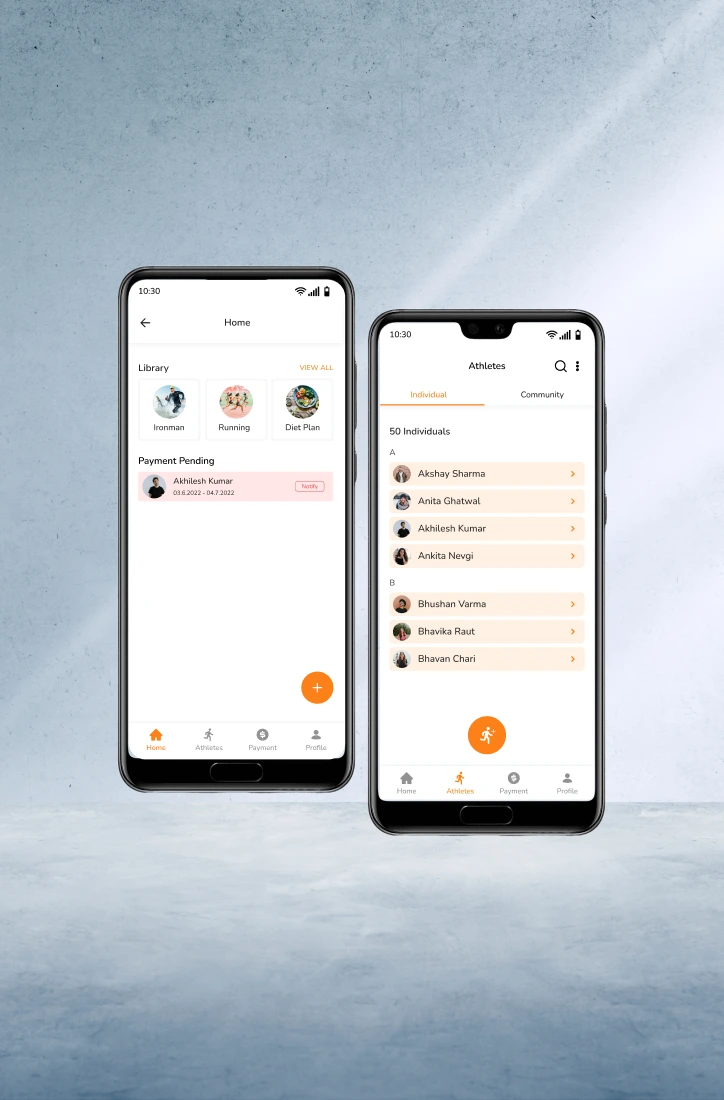 10:30
Home
Library
VIEW ALL
Ironman
Running
Diet Plan
Payment Pending
Akhilesh Kumar
03.6.2022 - 04.7.2022
Notify
Home
Athletes
Payment
Profile
10:30
Athletes
Individual
Community
50 Individuals
A
Akshay Sharma
Anita Ghatwal
Akhilesh Kumar
Ankita Nevgi
B
Bhushan Varma
Bhavika Raut
Bhavan Chari
Home
Athletes
Payment
Profile